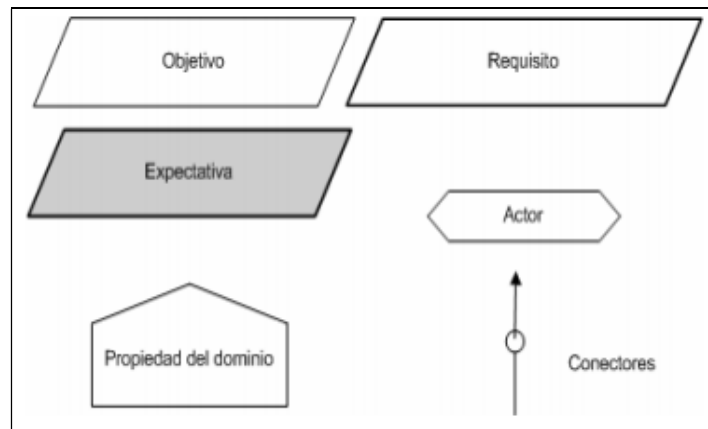 Objetivo
Requisito
Expectativa
Actor
Propiedad del dominio
Conectores